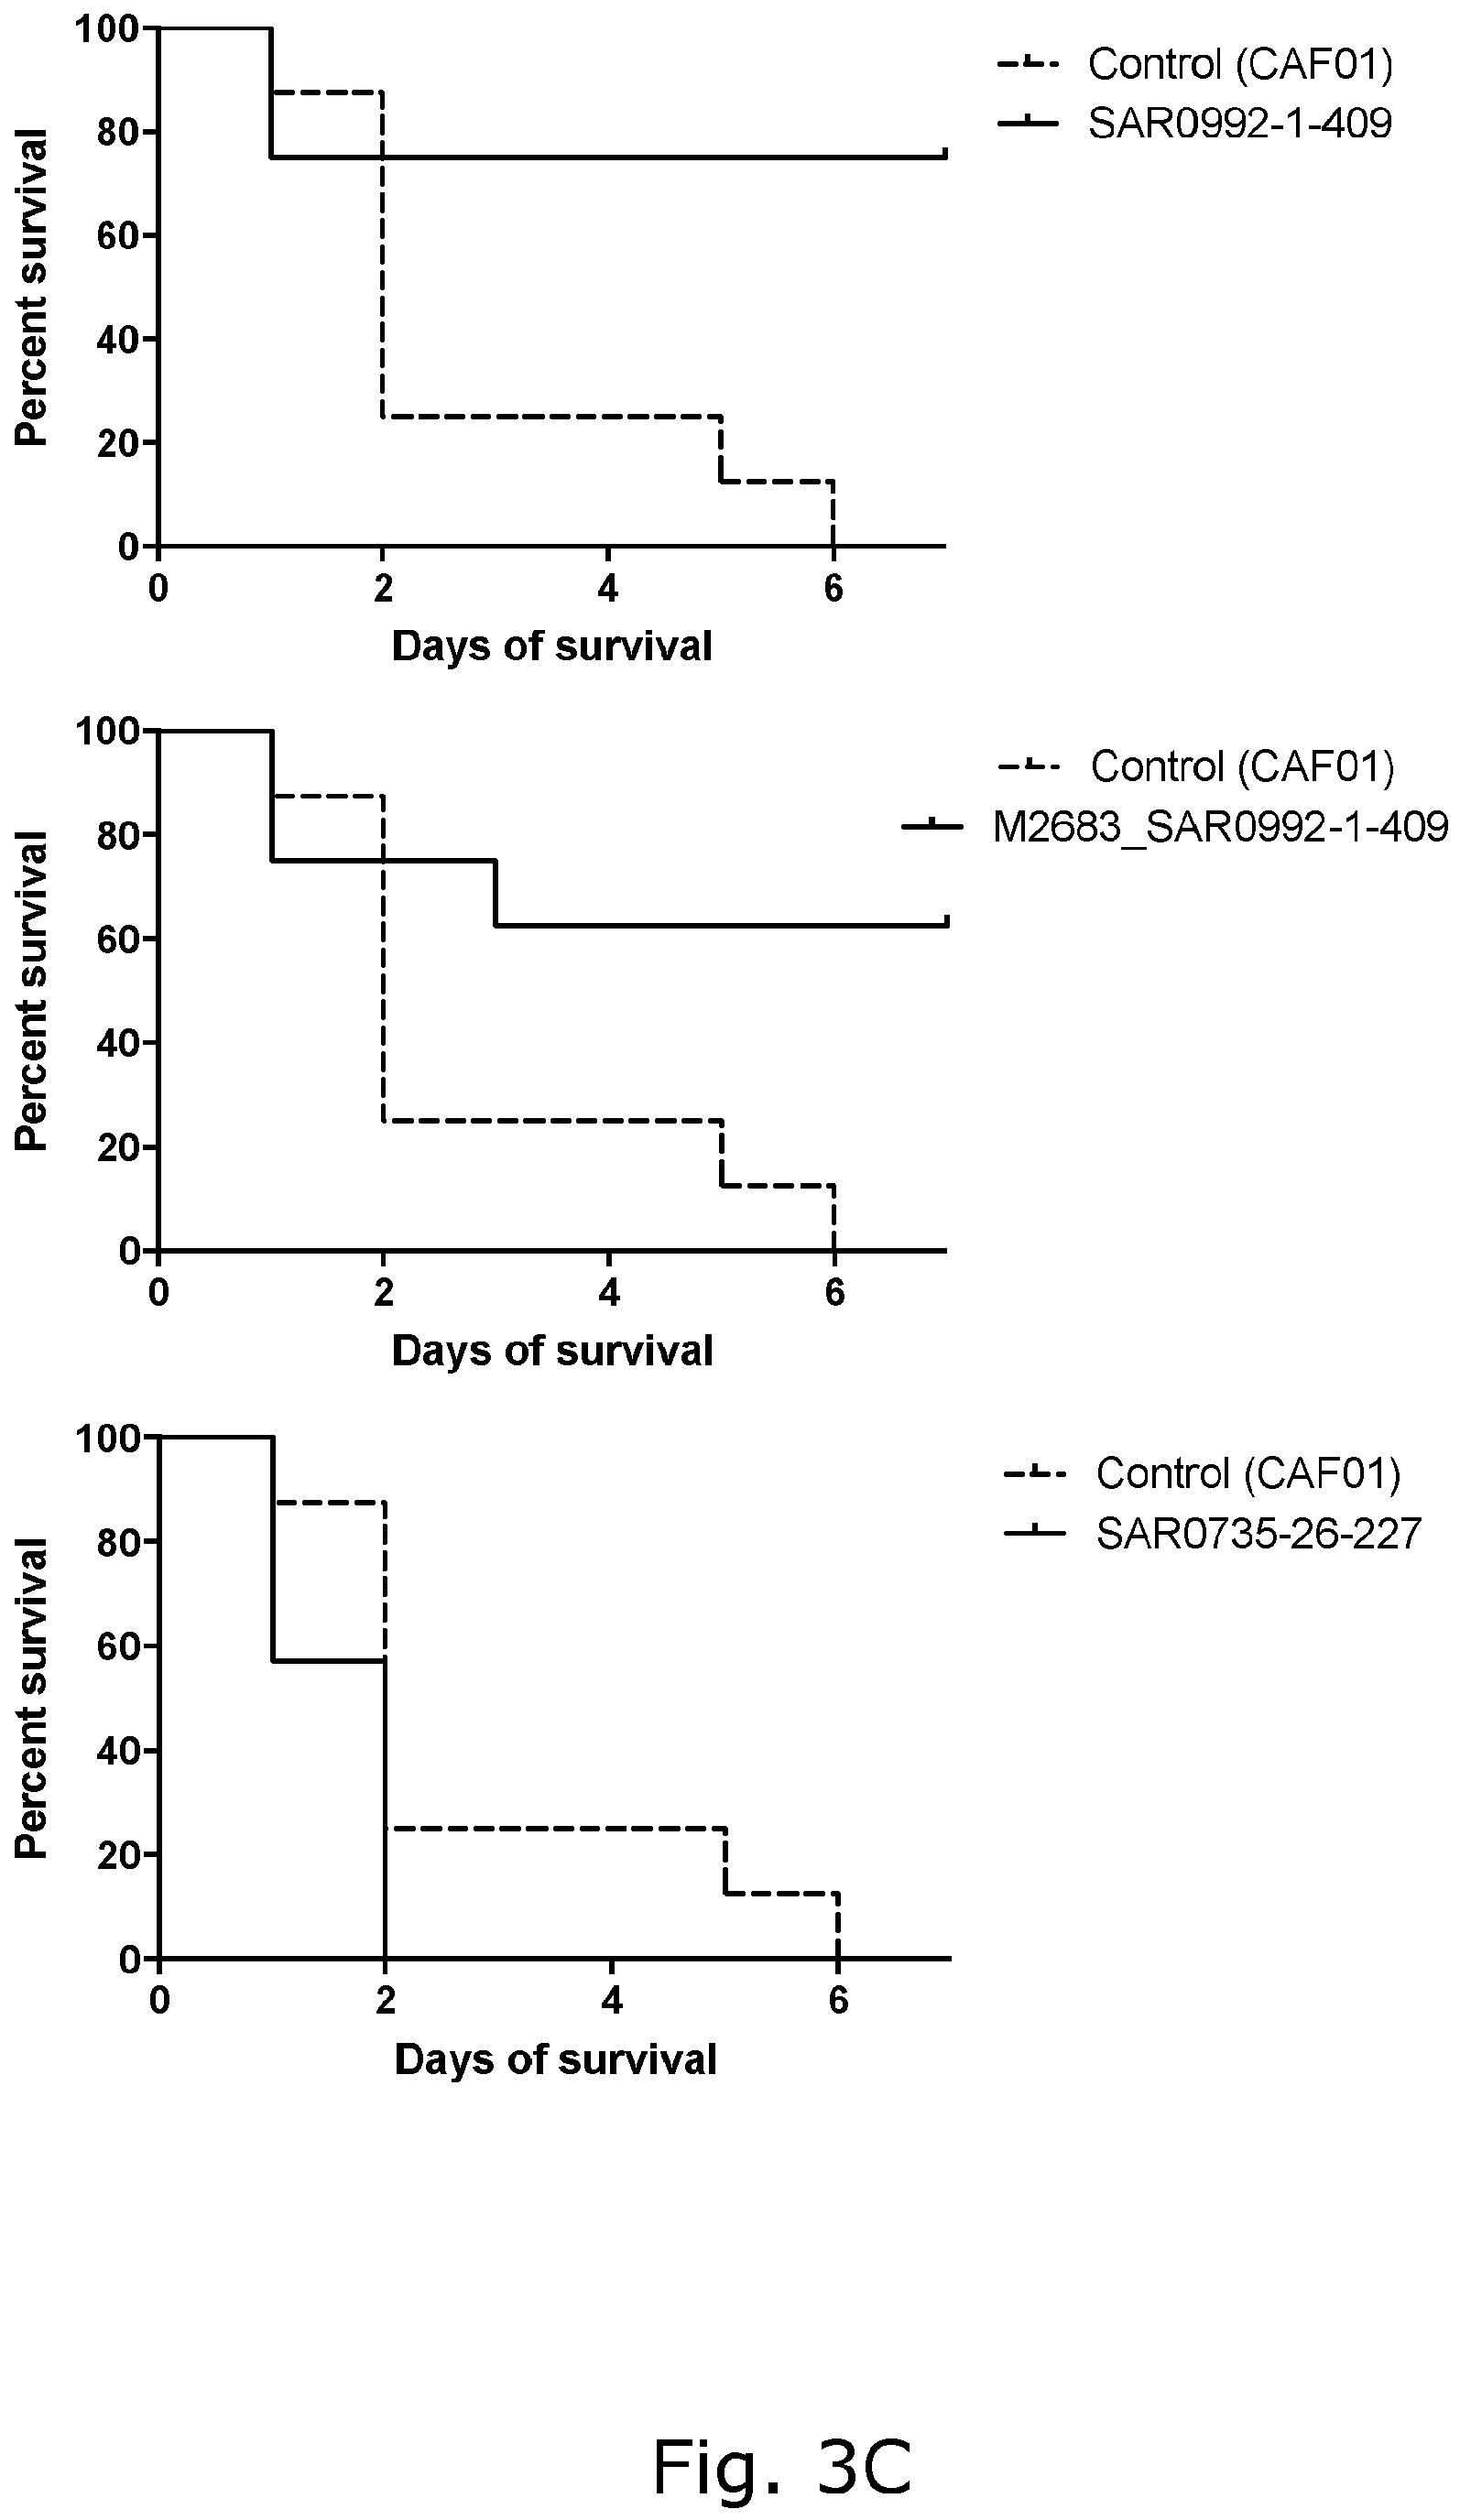 Percent survival
100
80
60
40
20
0
0 2 4 6
Days of survival
Control (CAF01)
SAR0992-1-409
Percent survival
100
80
60
40
20
0
0 2 4 6
Days of survival
Control (CAF01)
M2683_SAR0992-1-409
Percent survival
100
80
60
40
20
0
0 2 4 6
Days of survival
Control (CAF01)
SAR0735-26-227
Fig. 3C